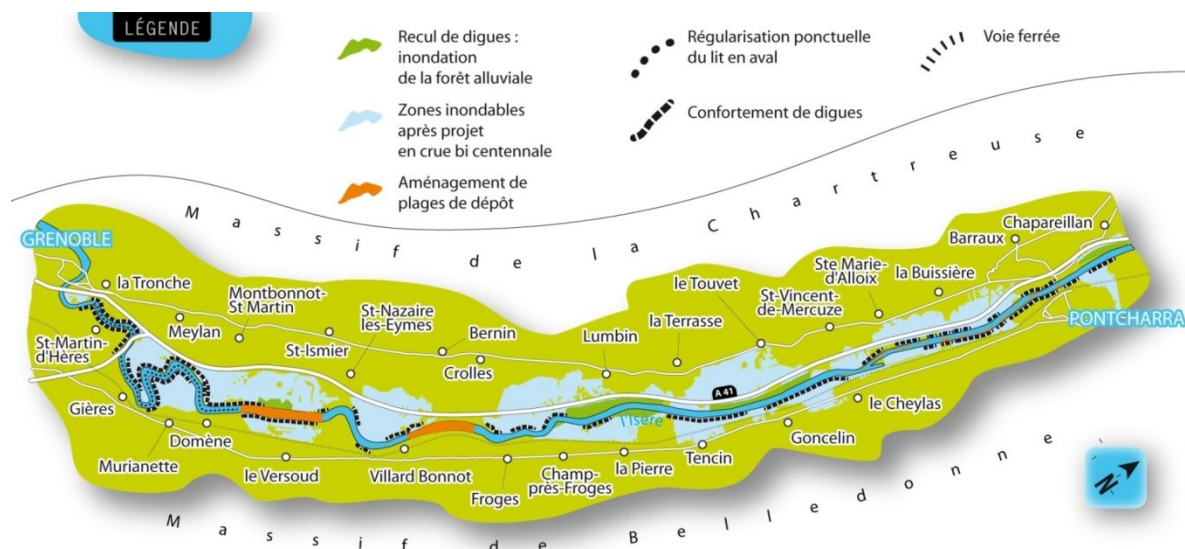 LÉGENDE
Recul de digues :
inondation
de la forêt alluviale
Zones inondables
après projet
en crue bi centennale
Aménagement de
plages de dépôt
Régularisation ponctuelle
du lit en aval
Confortement de digues
Voie ferrée
Massif de la Chartreuse
GRENOBLE
la Tronche
St-Martin-
d'Hères
Meylan
Montbonnot-
St Martin
St-Ismier
St-Nazaire
les-Eymes
Bernin
Crolles
Lumbin
la Terrasse
le Touvet
St-Vincent-
de-Mercuze
Ste Marie-
d'Alloix
la Buissière
Barraux
Chapareillan
PONTCHARRA
A 41
l'Isère
Gières
Murianette
Domène
le Versoud
Villard Bonnot
Froges
Champ-
près-Froges
la Pierre
Tencin
Goncelin
le Cheylas
Massif de Belledonne
N